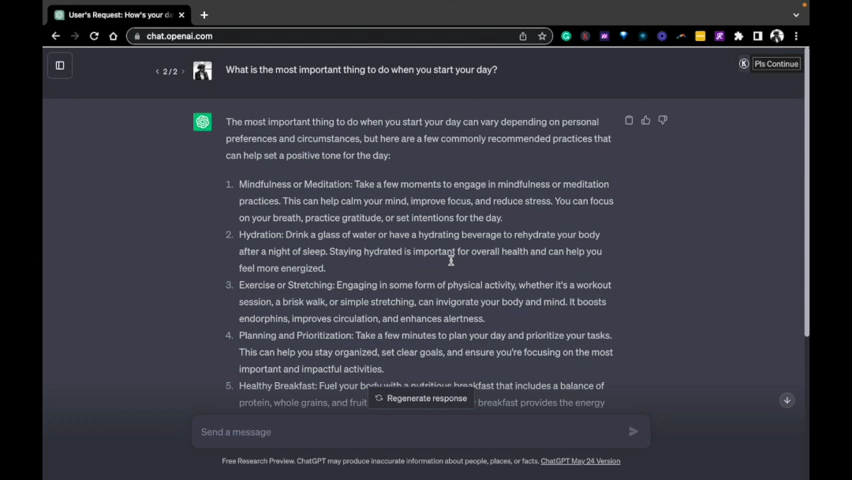 User's Request: How's your da
chat.openai.com
2/2
What is the most important thing to do when you start your day?
K Pls Continue
The most important thing to do when you start your day can vary depending on personal
preferences and circumstances, but here are a few commonly recommended practices that
can help set a positive tone for the day:
1. Mindfulness or Meditation: Take a few moments to engage in mindfulness or meditation
practices. This can help calm your mind, improve focus, and reduce stress. You can focus
on your breath, practice gratitude, or set intentions for the day.
2. Hydration: Drink a glass of water or have a hydrating beverage to rehydrate your body
after a night of sleep. Staying hydrated is important for overall health and can help you
feel more energized.
3. Exercise or Stretching: Engaging in some form of physical activity, whether it's a workout
session, a brisk walk, or simple stretching, can invigorate your body and mind. It boosts
endorphins, improves circulation, and enhances alertness.
4. Planning and Prioritization: Take a few minutes to plan your day and prioritize your tasks.
This can help you stay organized, set clear goals, and ensure you're focusing on the most
important and impactful activities.
5. Healthy Breakfast: Fuel your body with a nutritious breakfast that includes a balance of
protein, whole grains, and fruit breakfast provides the energy
Regenerate response
Send a message
Free Research Preview. ChatGPT may produce inaccurate information about people, places, or facts. ChatGPT May 24 Version